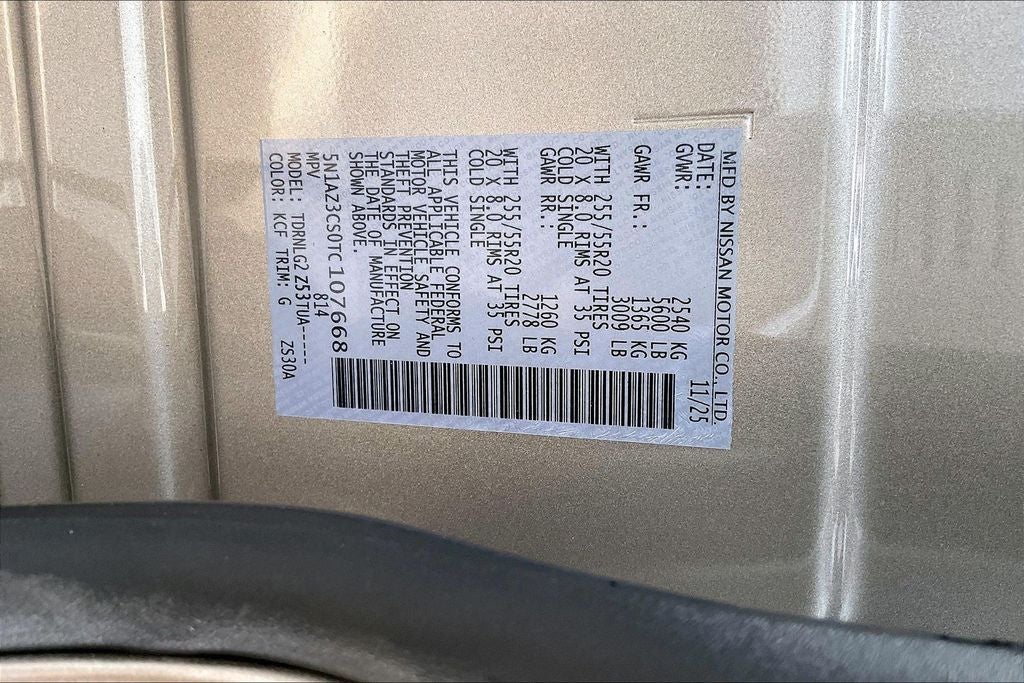 MFD BY NISSAN MOTOR CO., LTD.
DATE: 11/25
GVWR: 2540 KG
5600 LB
GAWR FR.: 1365 KG
3009 LB
WITH 255/55R20 TIRES
20 X 8.0 RIMS AT 35 PSI
COLD SINGLE
GAWR RR.: 1260 KG
2778 LB
WITH 255/55R20 TIRES
20 X 8.0 RIMS AT 35 PSI
COLD SINGLE
THIS VEHICLE CONFORMS TO
ALL APPLICABLE FEDERAL
MOTOR VEHICLE SAFETY AND
THEFT PREVENTION
STANDARDS IN EFFECT ON
THE DATE OF MANUFACTURE
SHOWN ABOVE.
5N1AZ3CS0TC107668
MPV 814
MODEL: TDRNLG2 Z53TUA-----
COLOR: KCF TRIM: G ZS30A